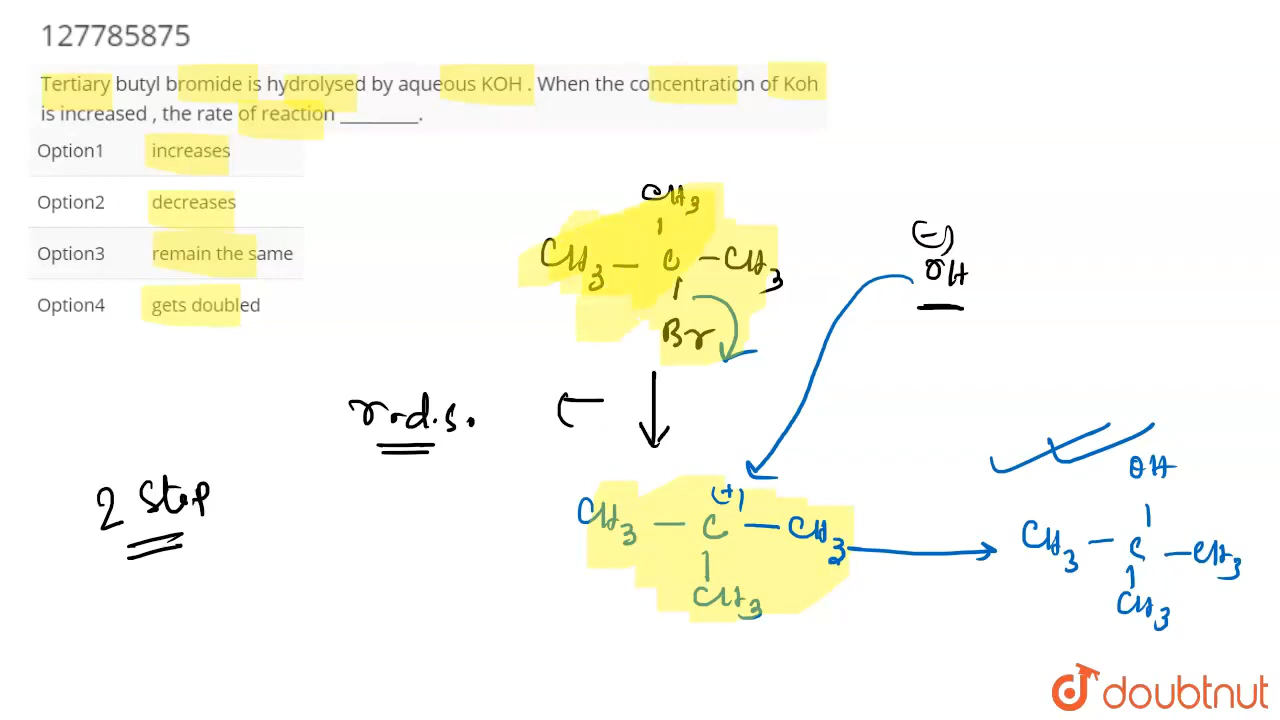 127785875
Tertiary butyl bromide is hydrolysed by aqueous KOH . When the concentration of Koh
is increased , the rate of reaction ________.
Option1 increases
Option2 decreases
Option3 remain the same
Option4 gets doubled
CH3
CH3 — C — CH3
Br
(-)
OH
r.d.s.
2 Step
(+)
CH3 — C — CH3
CH3
OH
CH3 — C — CH3
CH3
doubtnut